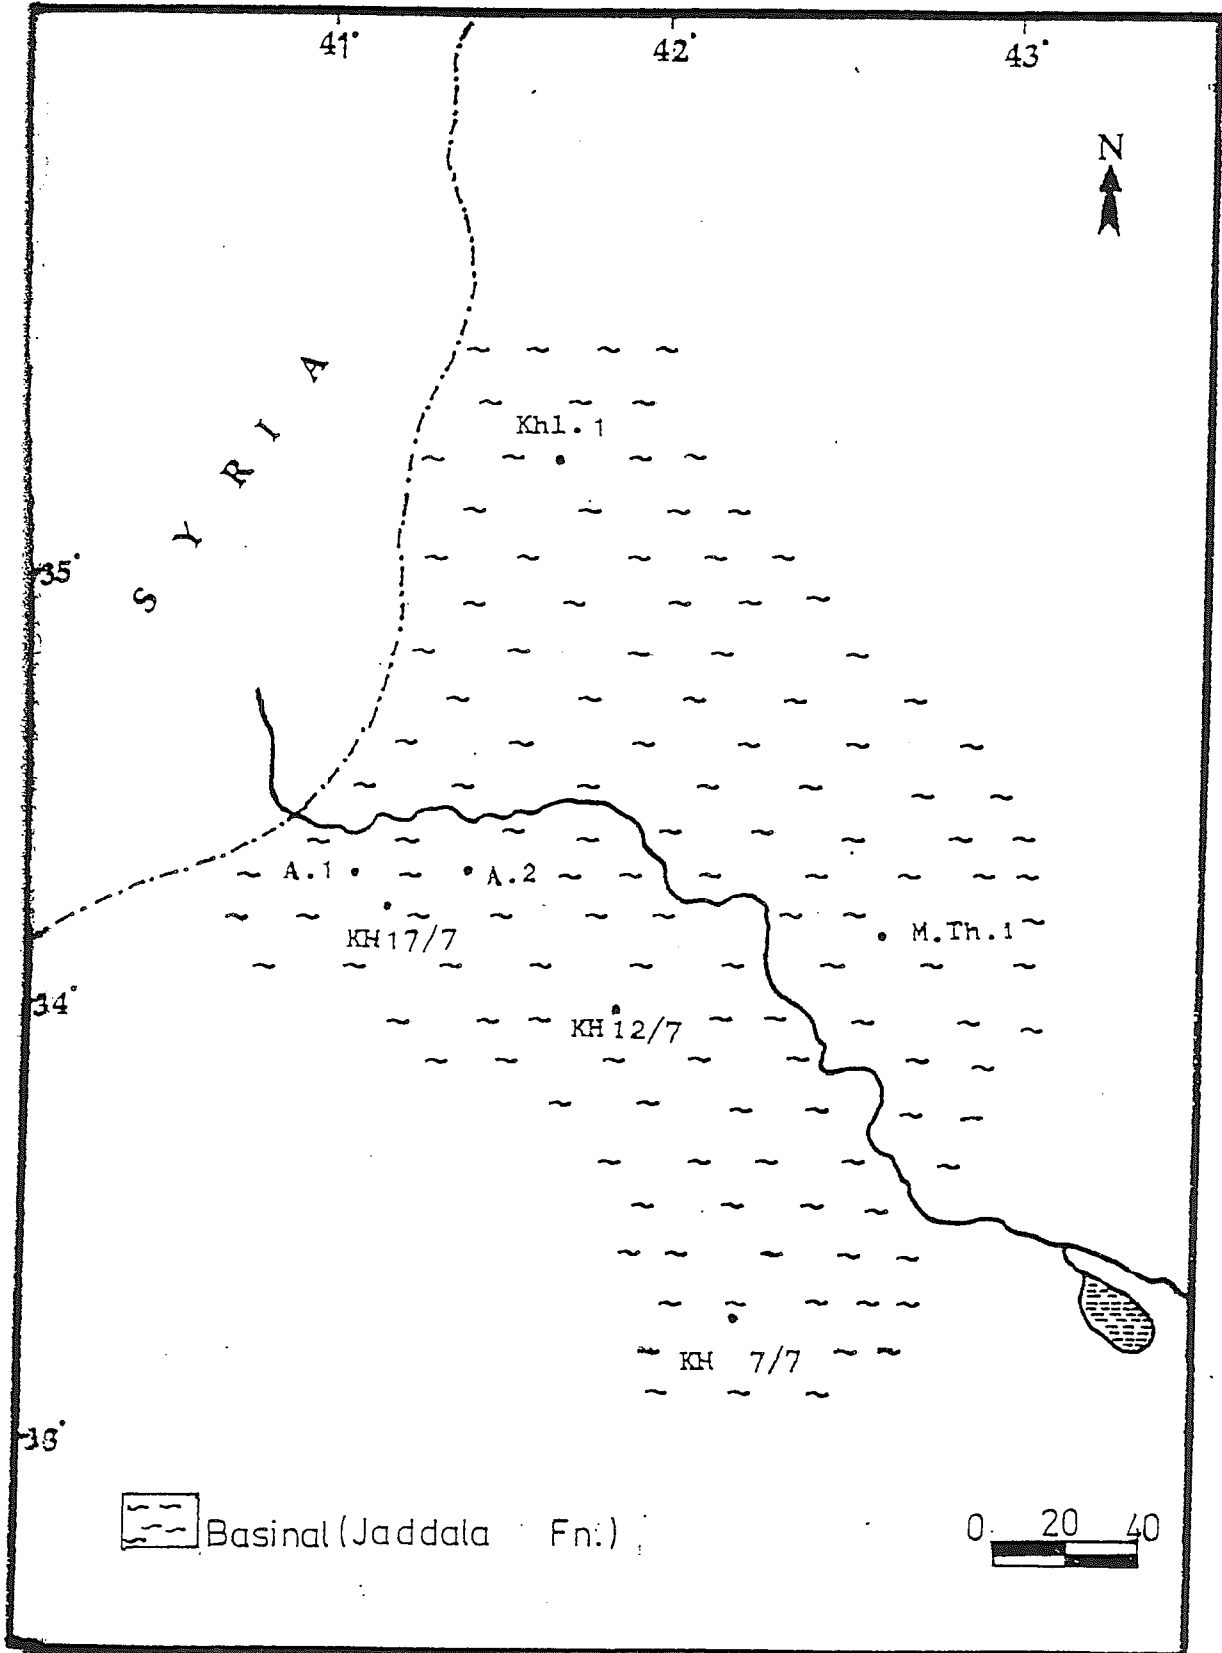 41°
42°
43°
N
SYRIA
Khl. 1
35°
A.1
A.2
KH 17/7
M.Th.1
34°
KH 12/7
KH 7/7
Basinal (Jaddala Fn.)
0 20 40